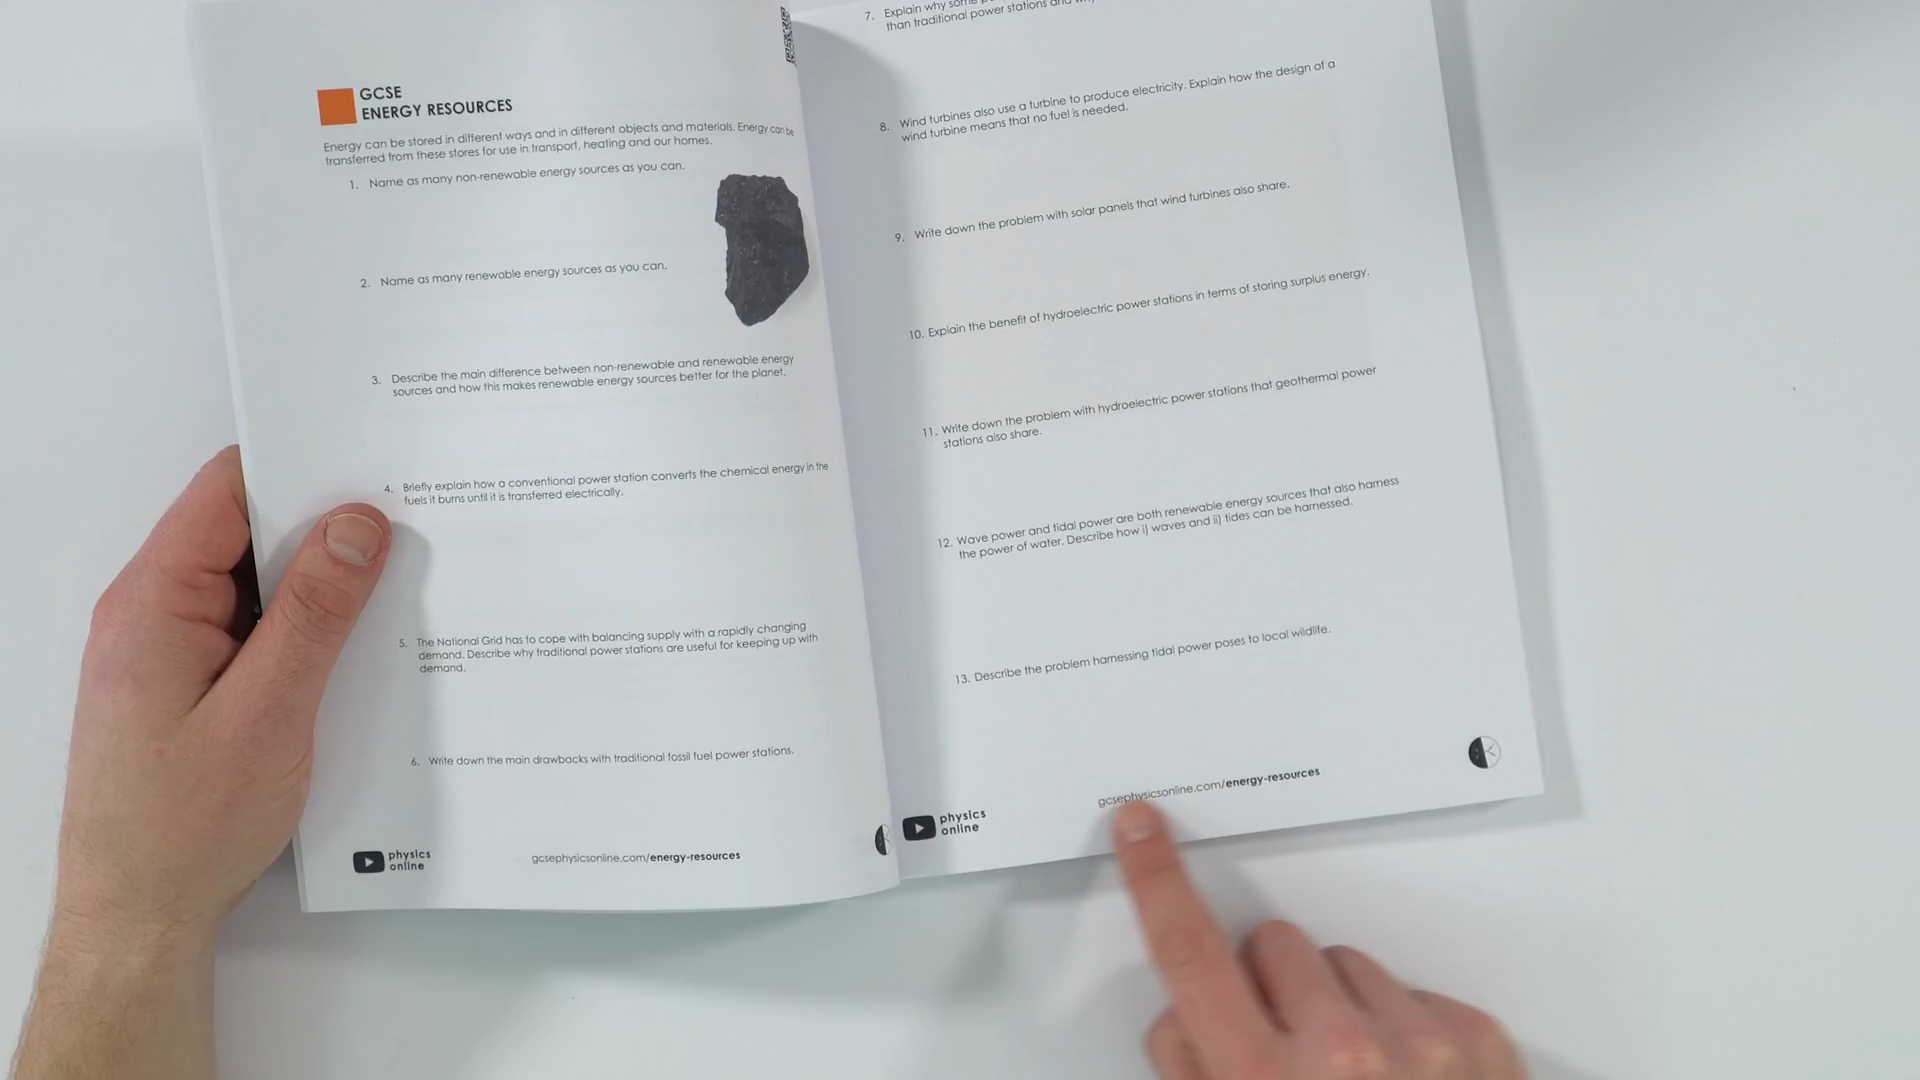 GCSE
ENERGY RESOURCES
Energy can be stored in different ways and in different objects and materials. Energy can be
transferred from these stores for use in transport, heating and our homes.
1. Name as many non-renewable energy sources as you can.
2. Name as many renewable energy sources as you can.
3. Describe the main difference between non-renewable and renewable energy
sources and how this makes renewable energy sources better for the planet.
4. Briefly explain how a conventional power station converts the chemical energy in the
fuels it burns until it is transferred electrically.
5. The National Grid has to cope with balancing supply with a rapidly changing
demand. Describe why traditional power stations are useful for keeping up with
demand.
6. Write down the main drawbacks with traditional fossil fuel power stations.
physics
online
gcsephysicsonline.com/energy-resources
7. Explain why some
than traditional power stations and
8. Wind turbines also use a turbine to produce electricity. Explain how the design of a
wind turbine means that no fuel is needed.
9. Write down the problem with solar panels that wind turbines also share.
10. Explain the benefit of hydroelectric power stations in terms of storing surplus energy.
11. Write down the problem with hydroelectric power stations that geothermal power
stations also share.
12. Wave power and tidal power are both renewable energy sources that also harness
the power of water. Describe how i) waves and ii) tides can be harnessed.
13. Describe the problem harnessing tidal power poses to local wildlife.
physics
online
gcsephysicsonline.com/energy-resources